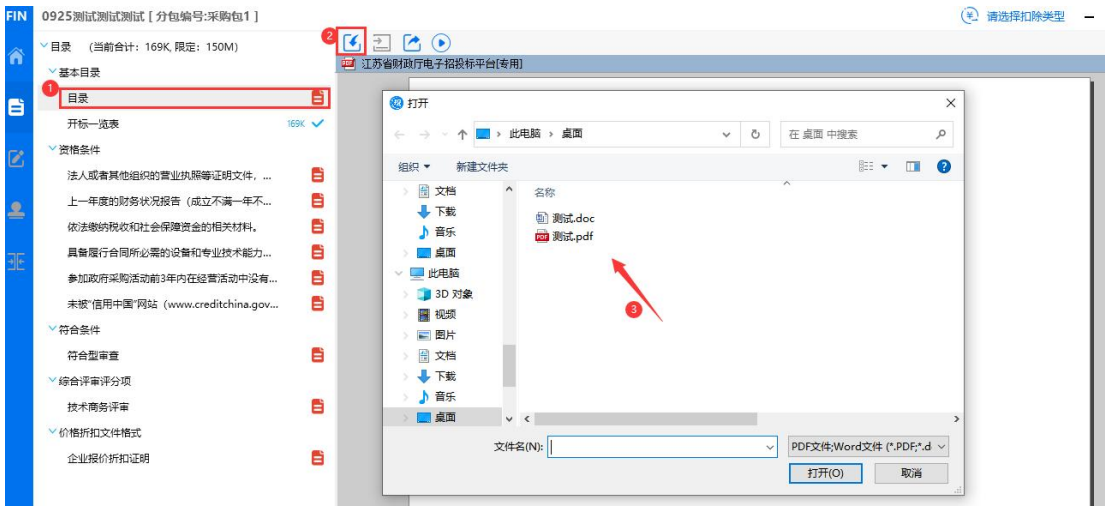 FIN
0925测试测试测试 [ 分包编号:采购包1 ]
请选择扣除类型
目录 (当前合计: 169K, 限定: 150M)
基本目录
1
目录
开标一览表 169K
资格条件
法人或者其他组织的营业执照等证明文件, ...
上一年度的财务状况报告 (成立不满一年不...
依法缴纳税收和社会保障资金的相关材料。
具备履行合同所必需的设备和专业技术能力...
参加政府采购活动前3年内在经营活动中没有...
未被"信用中国"网站 (www.creditchina.gov...
符合条件
符合型审查
综合评审评分项
技术商务评审
价格折扣文件格式
企业报价折扣证明
2
江苏省财政厅电子招投标平台[专用]
打开
此电脑 › 桌面
在 桌面 中搜索
组织 新建文件夹
文档
下载
音乐
桌面
此电脑
3D 对象
视频
图片
文档
下载
音乐
桌面
名称
测试.doc
测试.pdf
3
文件名(N):
PDF文件;Word文件 (*.PDF;*.d
打开(O) 取消